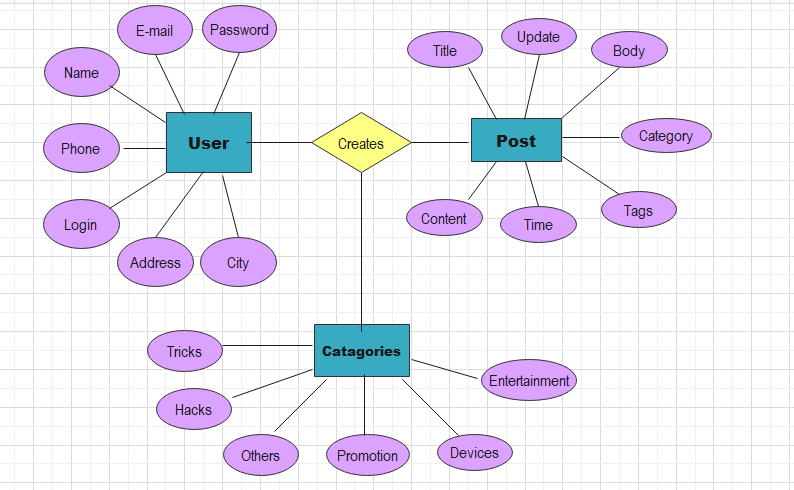 E-mail
Password
Name
Phone
Login
Address
City
User
Creates
Title
Update
Body
Category
Tags
Time
Content
Post
Catagories
Tricks
Hacks
Others
Promotion
Devices
Entertainment